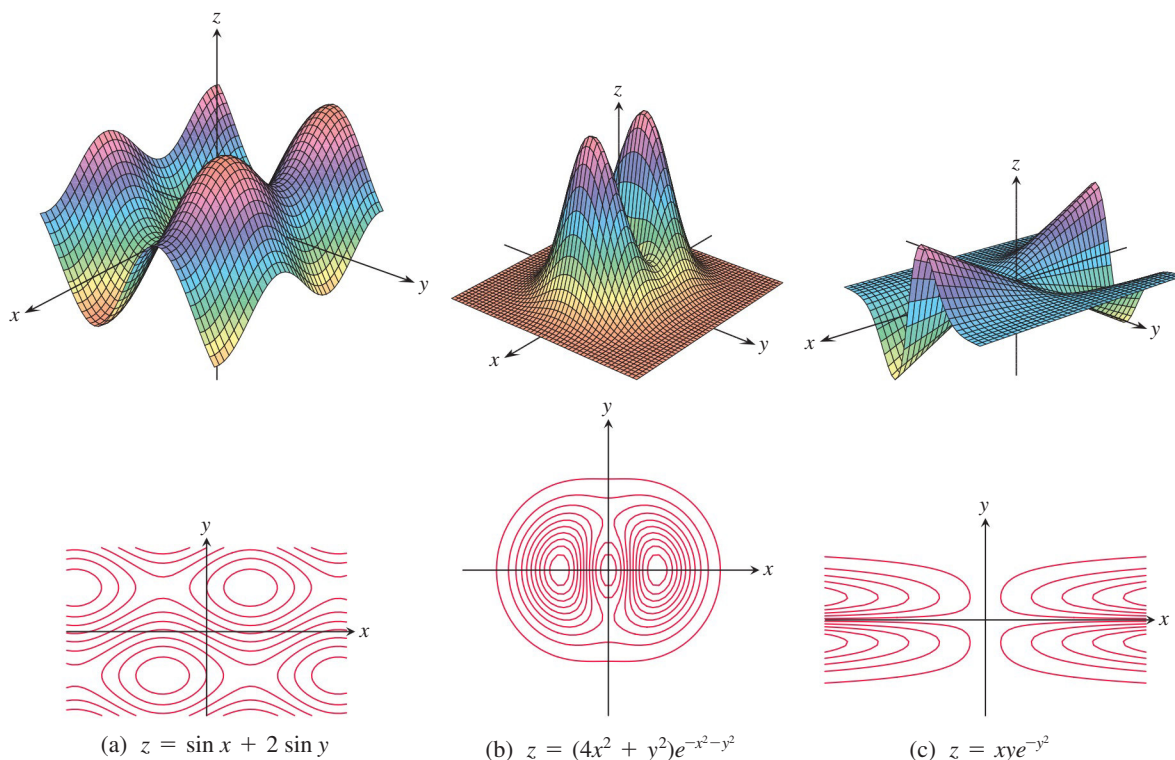 z
x
y
z
x
y
z
x
y
y
x
y
x
y
x
(a) z = sin x + 2 sin y
(b) z = (4x² + y²)e^{−x²−y²}
(c) z = xye^{−y²}